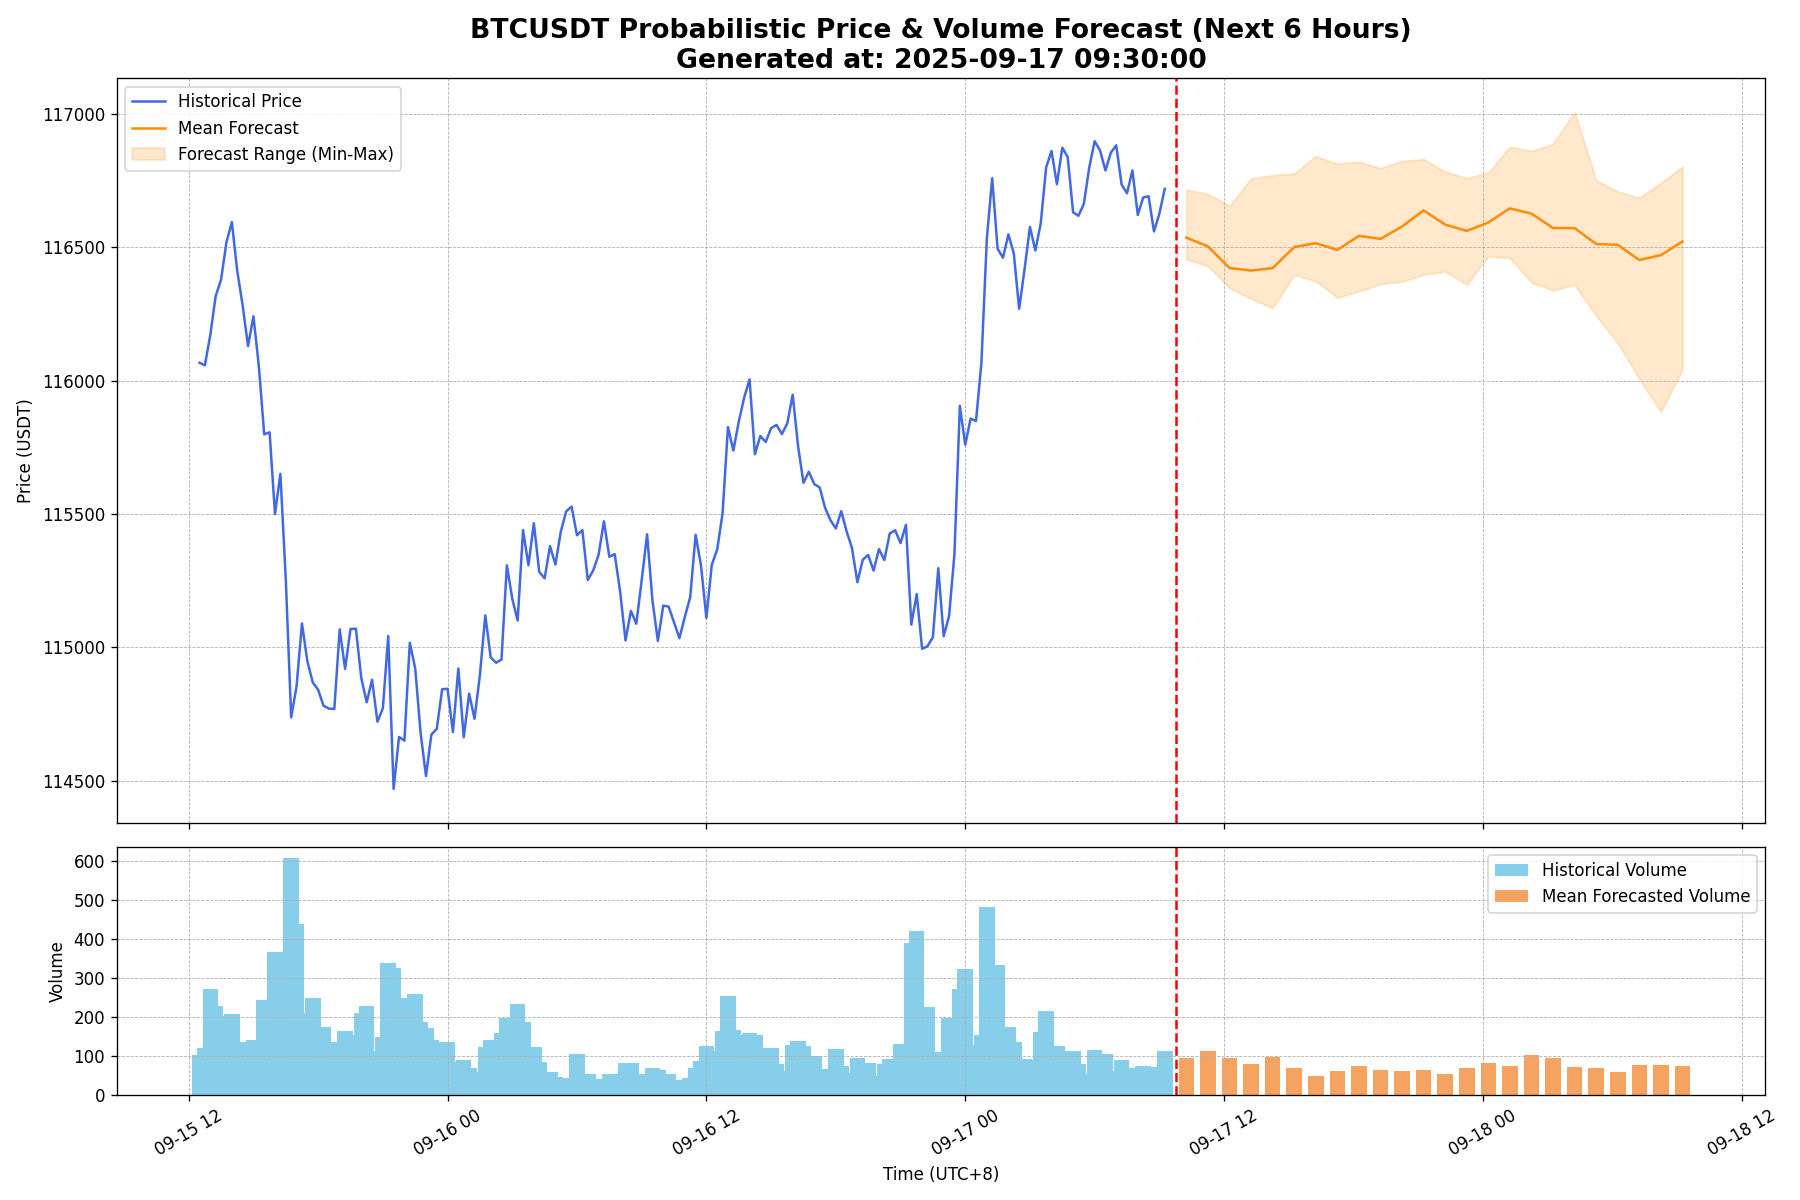 BTCUSDT Probabilistic Price & Volume Forecast (Next 6 Hours)
Generated at: 2025-09-17 09:30:00
Historical Price
Mean Forecast
Forecast Range (Min-Max)
117000
116500
116000
115500
115000
114500
Price (USDT)
Historical Volume
Mean Forecasted Volume
600
500
400
300
200
100
0
Volume
09-15 12
09-16 00
09-16 12
09-17 00
09-17 12
09-18 00
09-18 12
Time (UTC+8)